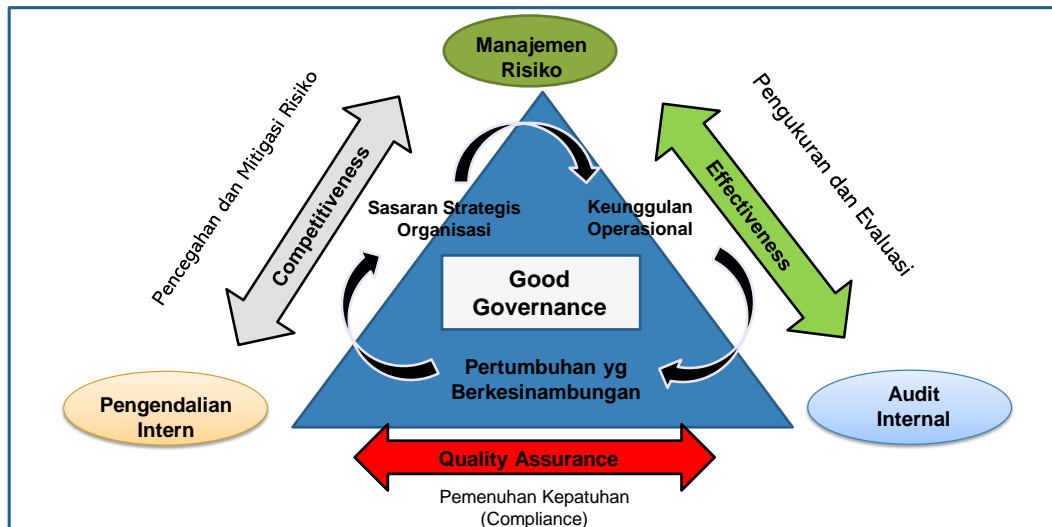 Manajemen
Risiko
Pencegahan dan Mitigasi Risiko
Competitiveness
Pengukuran dan Evaluasi
Effectiveness
Sasaran Strategis
Organisasi
Keunggulan
Operasional
Good
Governance
Pertumbuhan yg
Berkesinambungan
Pengendalian
Intern
Audit
Internal
Quality Assurance
Pemenuhan Kepatuhan
(Compliance)